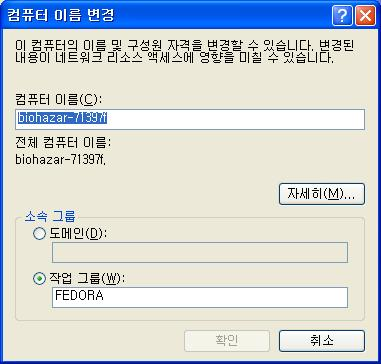 컴퓨터 이름 변경
이 컴퓨터의 이름 및 구성원 자격을 변경할 수 있습니다. 변경된
내용이 네트워크 리소스 액세스에 영향을 미칠 수 있습니다.
컴퓨터 이름(C):
biohazar-71397f
전체 컴퓨터 이름:
biohazar-71397f.
자세히(M)...
소속 그룹
도메인(D):
작업 그룹(W):
FEDORA
확인 취소